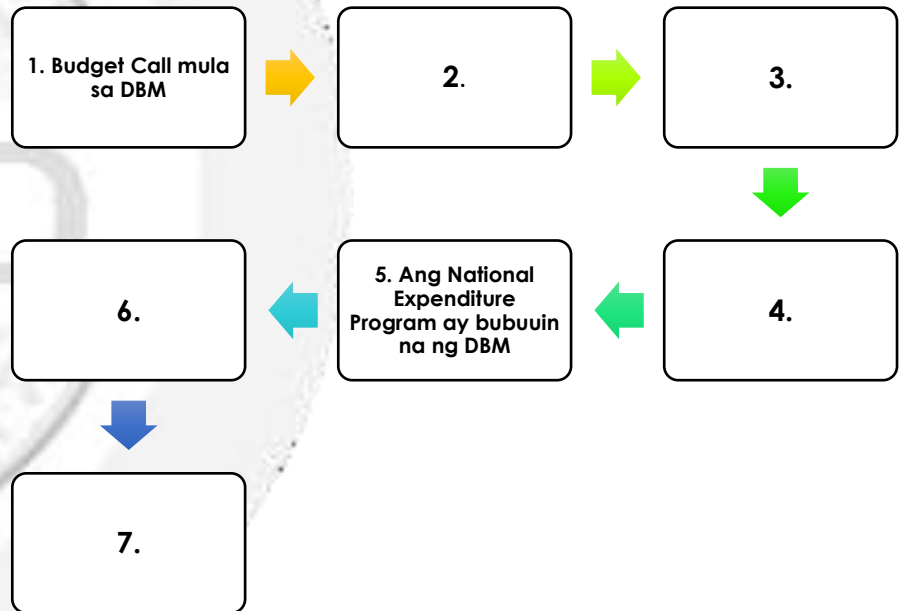 1. Budget Call mula
sa DBM
2.
3.
4.
5. Ang National
Expenditure
Program ay bubuuin
na ng DBM
6.
7.